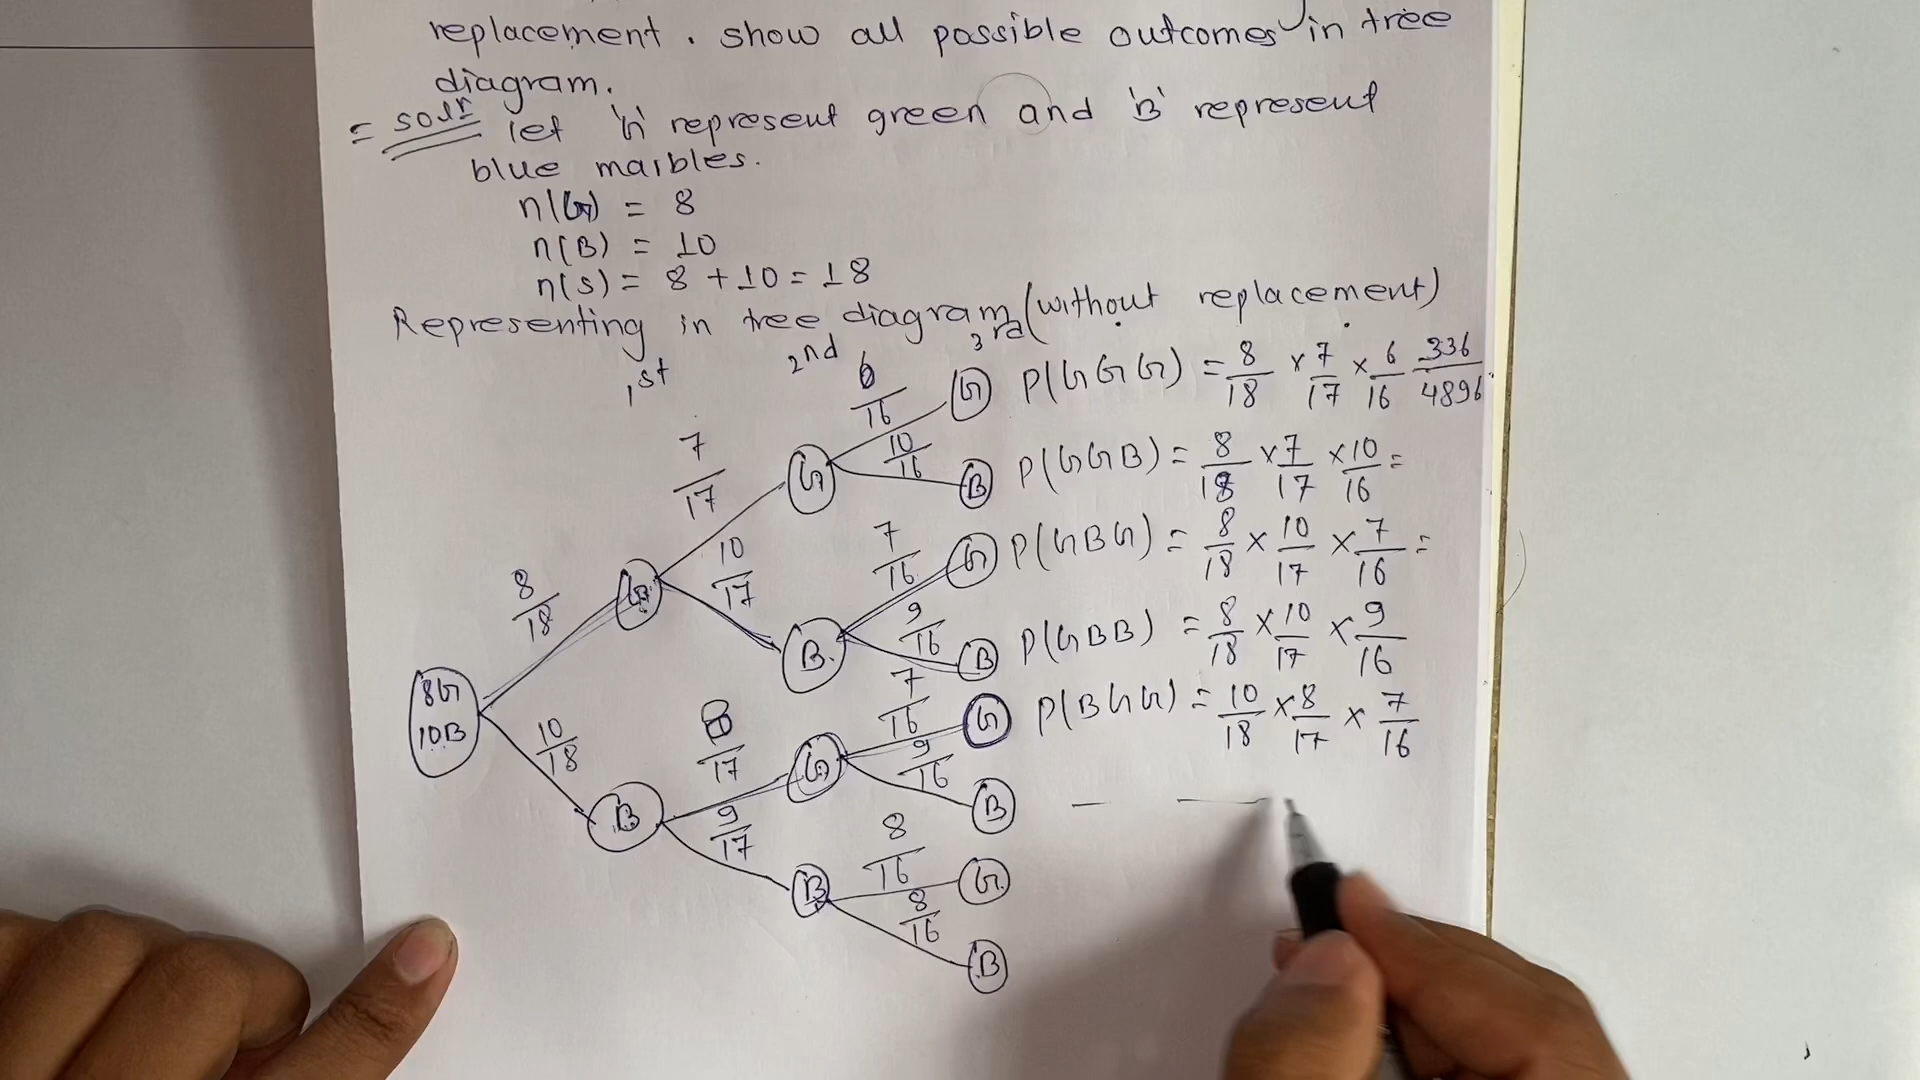 replacement. show all possible outcomes in tree
diagram.
= soln let 'G' represent green and 'B' represent
blue marbles.
n(G) = 8
n(B) = 10
n(s) = 8 + 10 = 18
Representing in tree diagram (without replacement)
1st 2nd 3rd
8G
10B
8/18 G
10/18 B
7/17 G
10/17 B
8/17 G
9/17 B
6/16 G P(GGG) = 8/18 × 7/17 × 6/16 336/4896
10/16 B P(GGB) = 8/18 × 7/17 × 10/16 =
7/16 G P(GBG) = 8/18 × 10/17 × 7/16 =
9/16 B P(GBB) = 8/18 × 10/17 × 9/16
7/16 G P(BGG) = 10/18 × 8/17 × 7/16
9/16 B
8/16 G
8/16 B